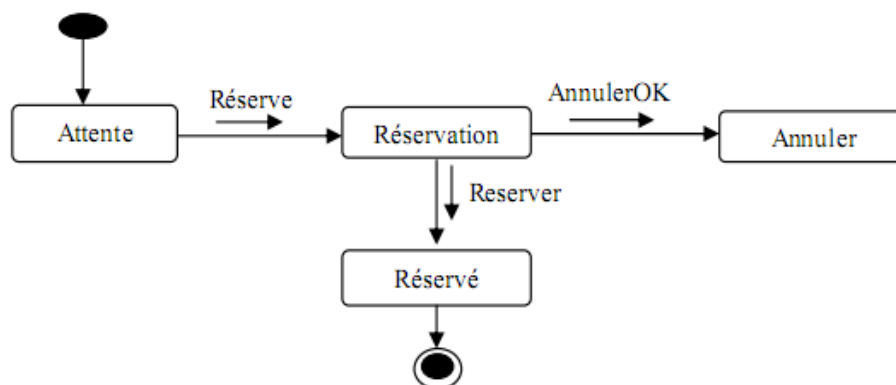 Réserve
AnnulerOK
Attente
Réservation
Annuler
Reserver
Réservé